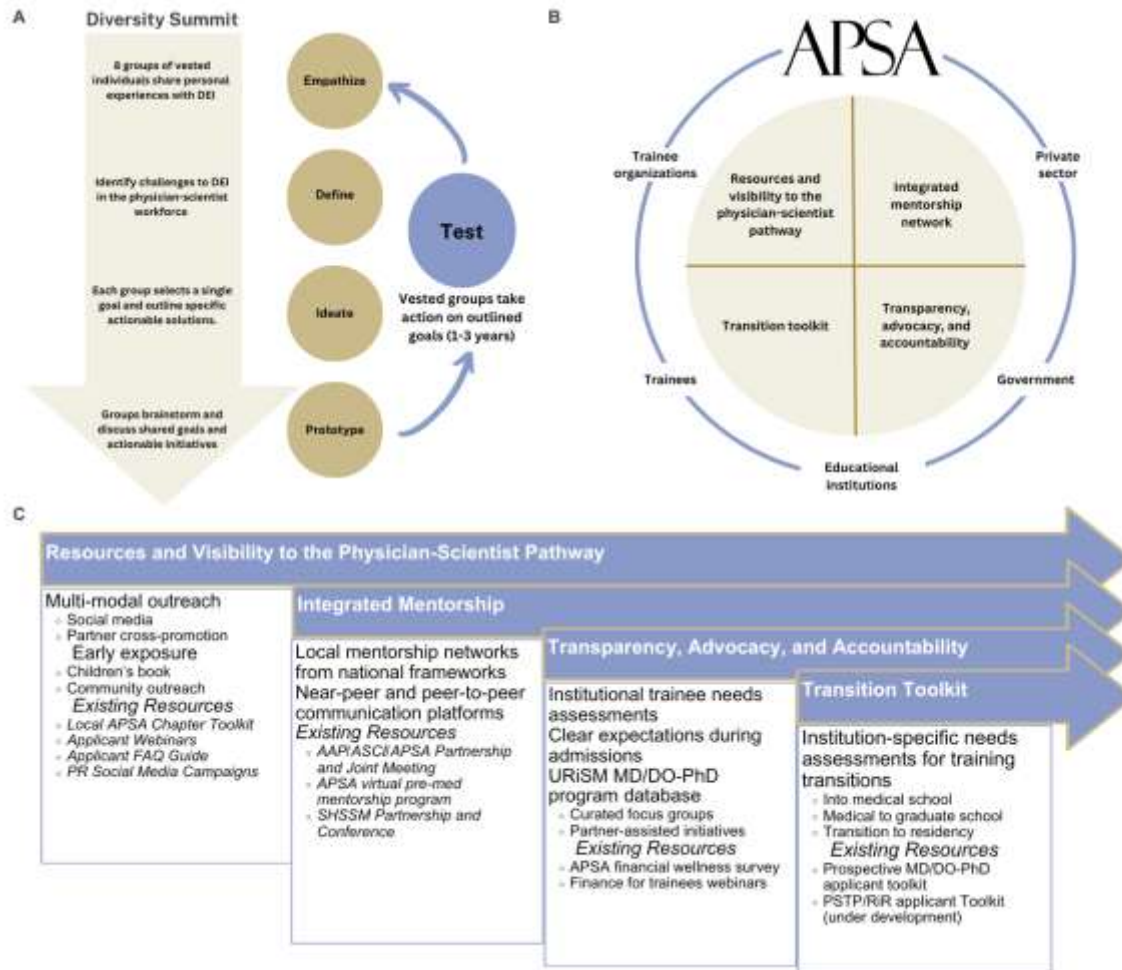 A
Diversity Summit
8 groups of vested
individuals share personal
experiences with DEI
Identify challenges to DEI
in the physician-scientist
workforce
Each group selects a single
goal and outline specific
actionable solutions.
Groups brainstorm and
discuss shared goals and
actionable initiatives
Empathize
Define
Ideate
Prototype
Test
Vested groups take
action on outlined
goals (1-3 years)
B
APSA
Trainee
organizations
Private
sector
Resources and
visibility to the
physician-scientist
pathway
Integrated
mentorship
network
Transition toolkit
Transparency,
advocacy, and
accountability
Trainees
Government
Educational
institutions
C
Resources and Visibility to the Physician-Scientist Pathway
Multi-modal outreach
Social media
Partner cross-promotion
Early exposure
Children's book
Community outreach
Existing Resources
Local APSA Chapter Toolkit
Applicant Webinars
Applicant FAQ Guide
PR Social Media Campaigns
Integrated Mentorship
Local mentorship networks
from national frameworks
Near-peer and peer-to-peer
communication platforms
Existing Resources
AAP/ASCI/APSA Partnership
and Joint Meeting
APSA virtual pre-med
mentorship program
SHSSM Partnership and
Conference
Transparency, Advocacy, and Accountability
Institutional trainee needs
assessments
Clear expectations during
admissions
URiSM MD/DO-PhD
program database
Curated focus groups
Partner-assisted initiatives
Existing Resources
APSA financial wellness survey
Finance for trainees webinars
Transition Toolkit
Institution-specific needs
assessments for training
transitions
Into medical school
Medical to graduate school
Transition to residency
Existing Resources
Prospective MD/DO-PhD
applicant toolkit
PSTP/RiR applicant Toolkit
(under development)